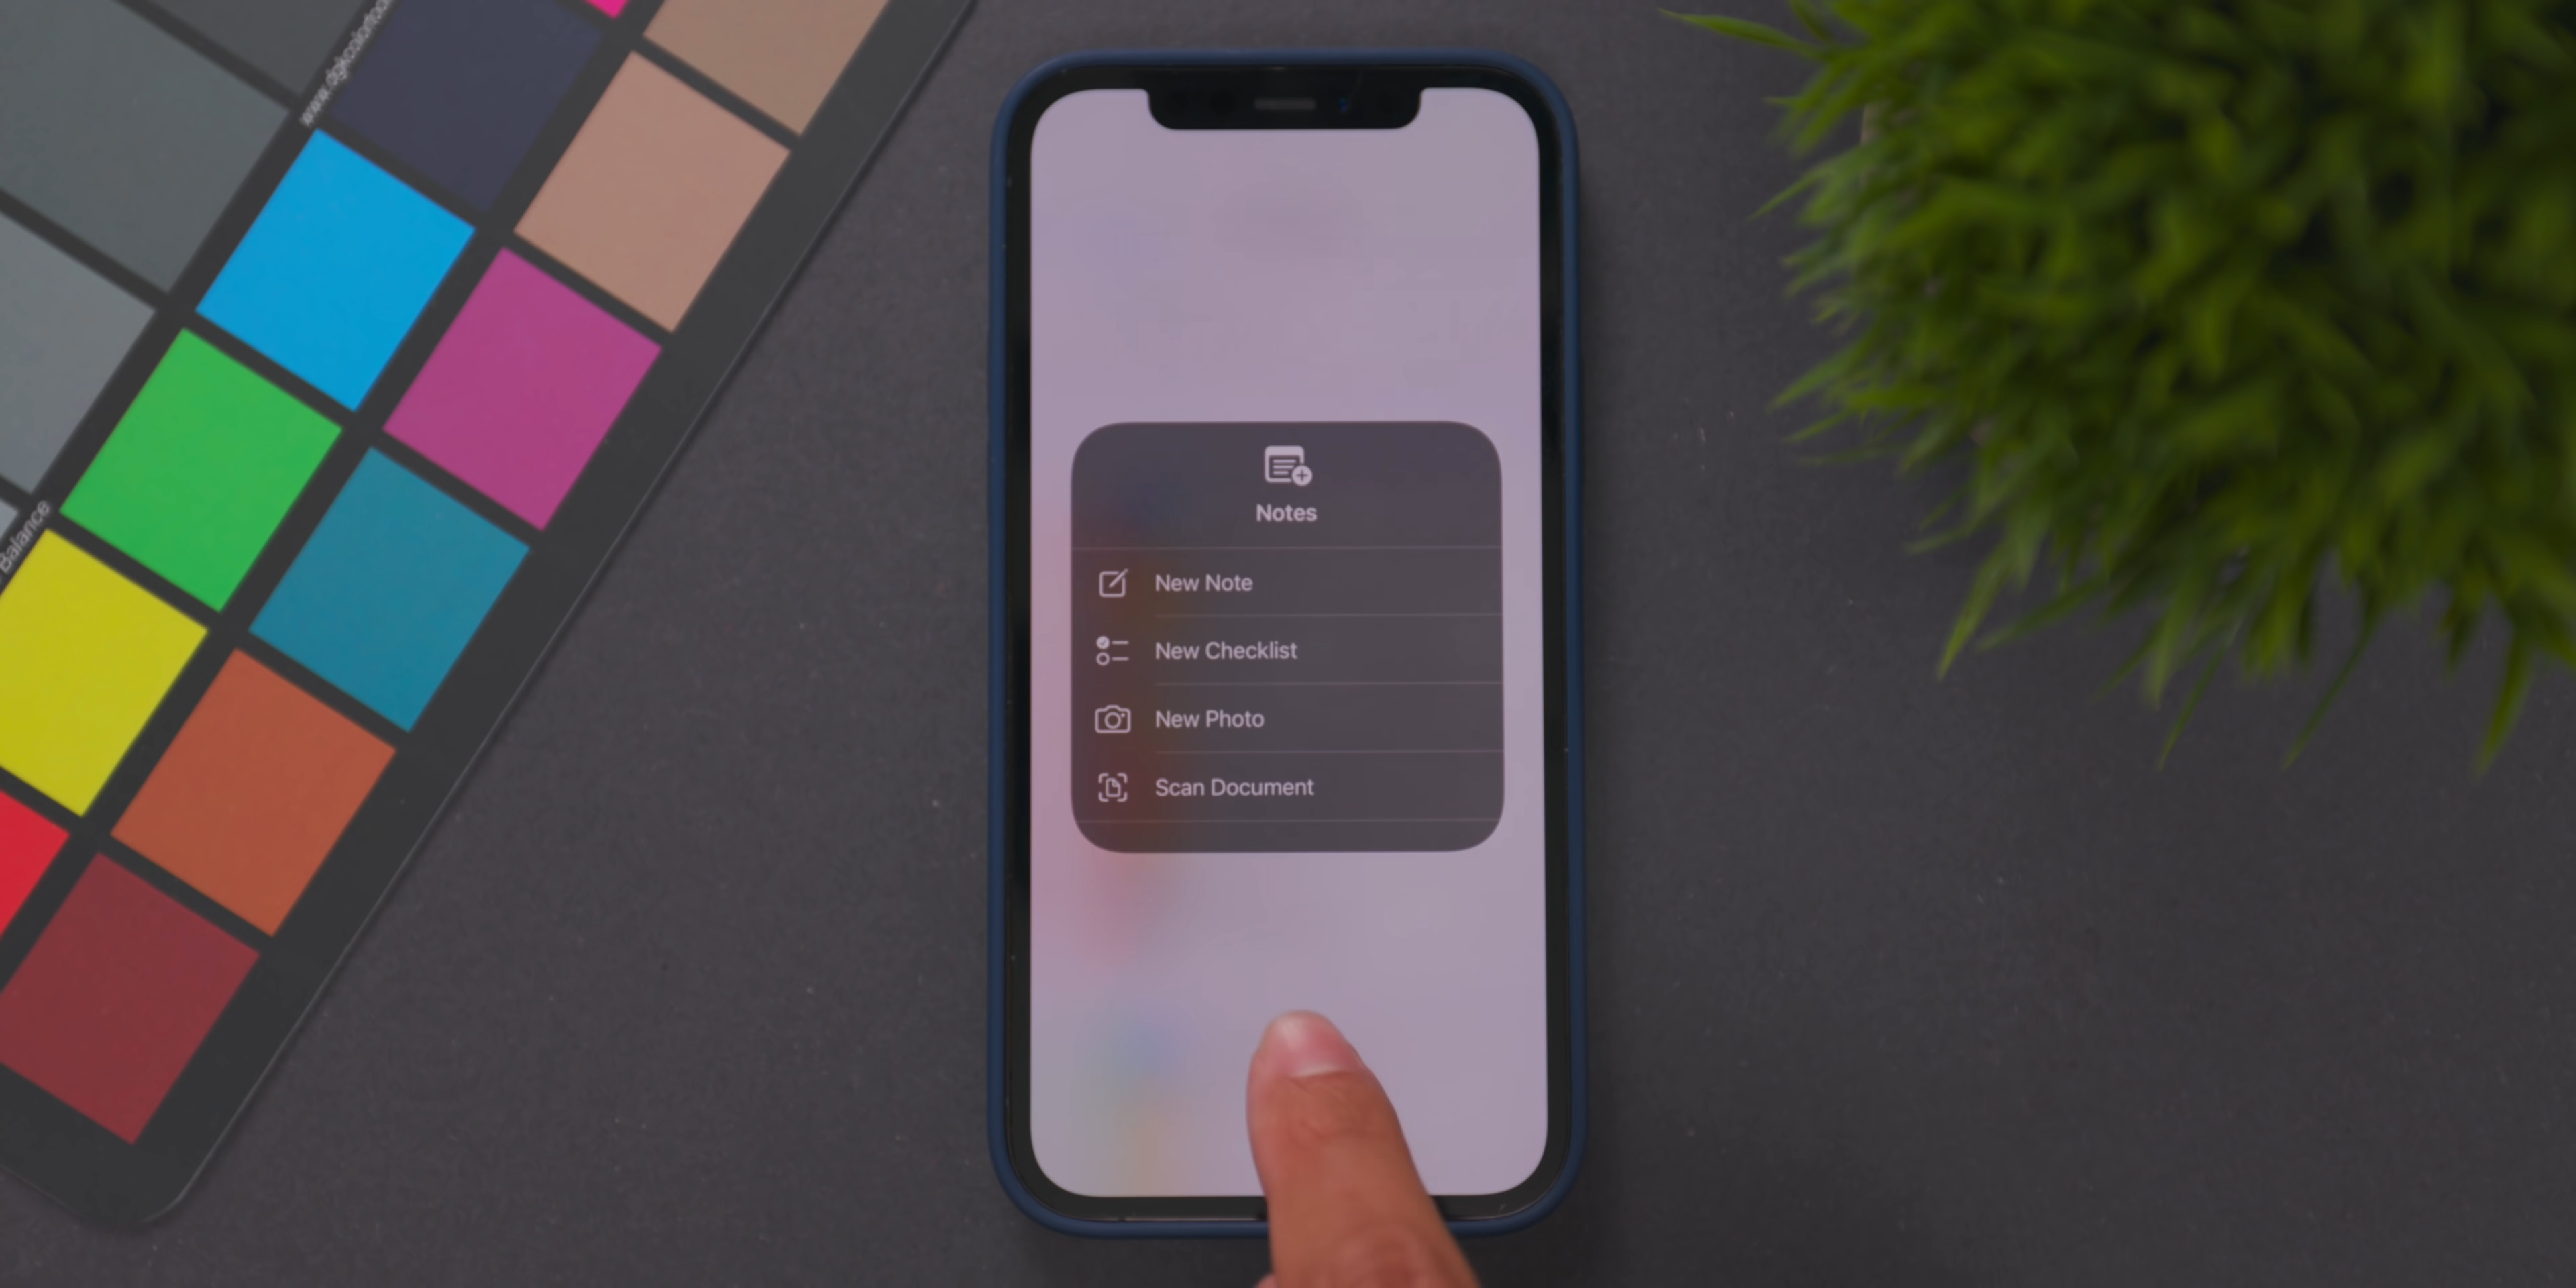 Notes
New Note
New Checklist
New Photo
Scan Document
Balance